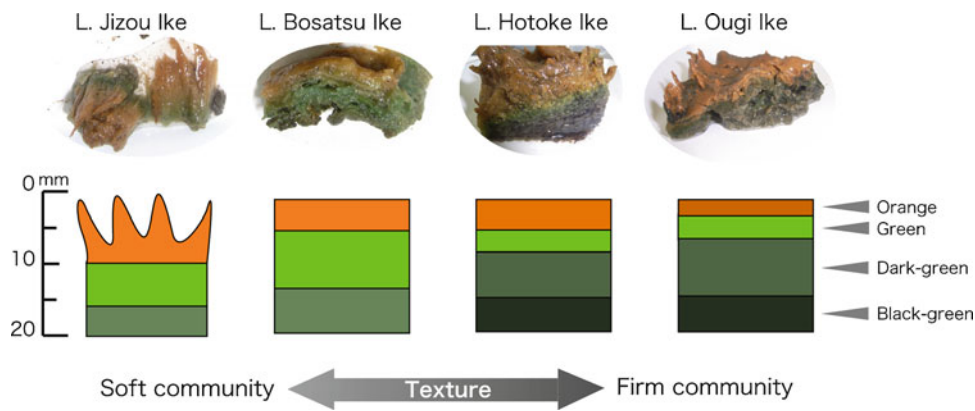 L. Jizou Ike
L. Bosatsu Ike
L. Hotoke Ike
L. Ougi Ike
0 mm
10
20
Orange
Green
Dark-green
Black-green
Soft community
Texture
Firm community